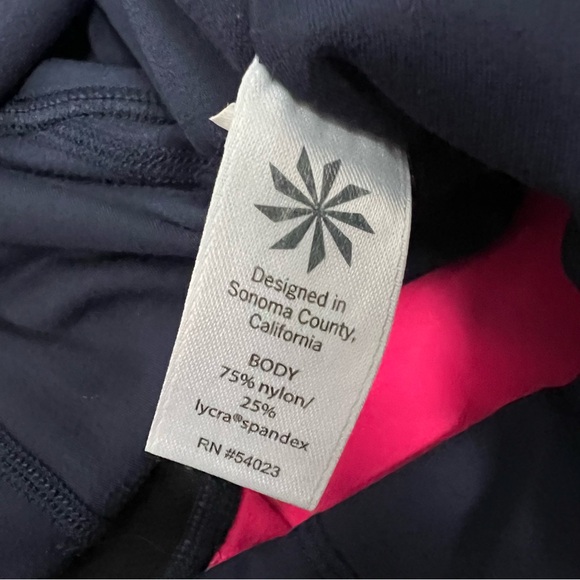 Designed in
Sonoma County,
California
BODY
75% nylon/
25%
lycra®spandex
RN #54023